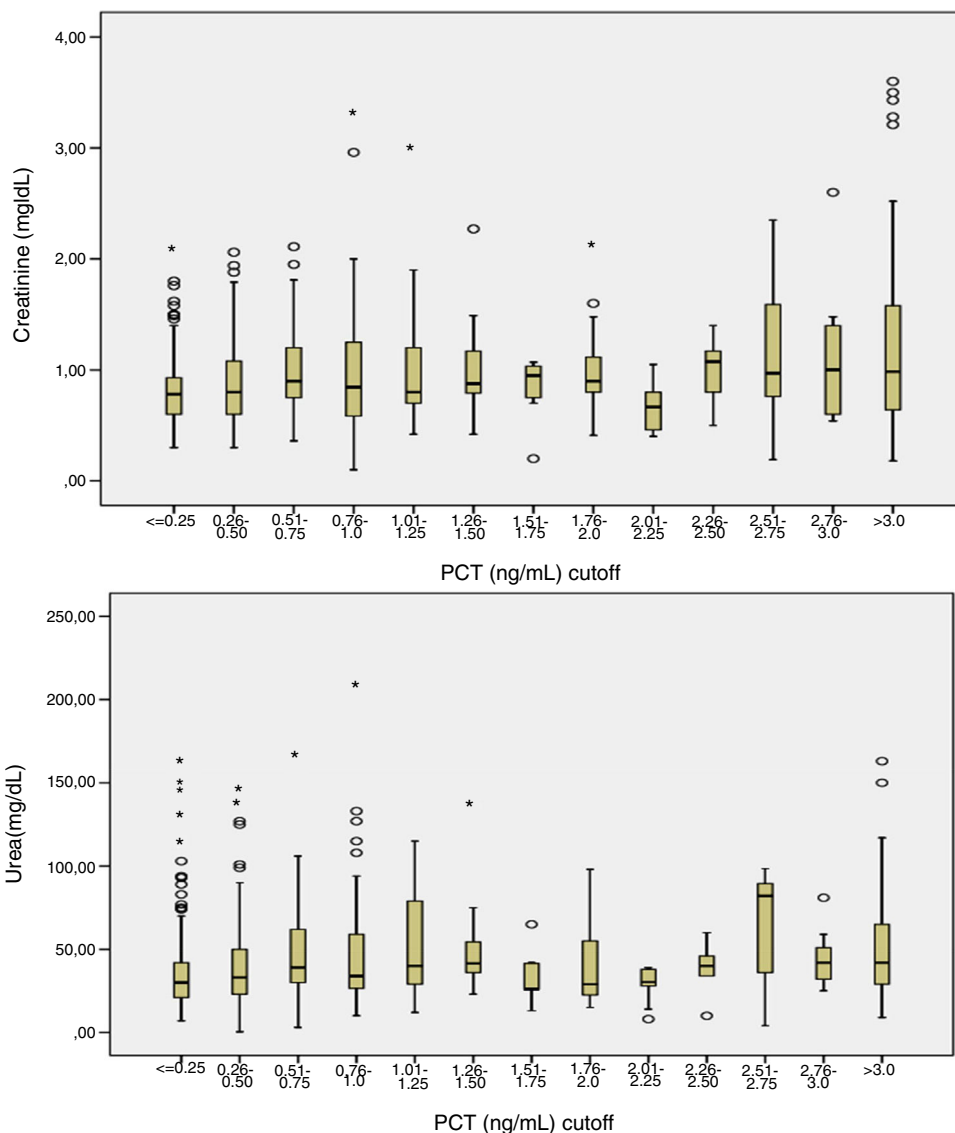 4,00
3,00
2,00
1,00
,00
Creatinine (mgldL)
<=0.25 0.26- 0.51- 0.76- 1.01- 1.26- 1.51- 1.76- 2.01- 2.26- 2.51- 2.76- >3.0
0.50 0.75 1.0 1.25 1.50 1.75 2.0 2.25 2.50 2.75 3.0
PCT (ng/mL) cutoff
250,00
200,00
150,00
100,00
50,00
,00
Urea(mg/dL)
<=0.25 0.26- 0.51- 0.76- 1.01- 1.26- 1.51- 1.76- 2.01- 2.26- 2.51- 2.76- >3.0
0.50 0.75 1.0 1.25 1.50 1.75 2.0 2.25 2.50 2.75 3.0
PCT (ng/mL) cutoff